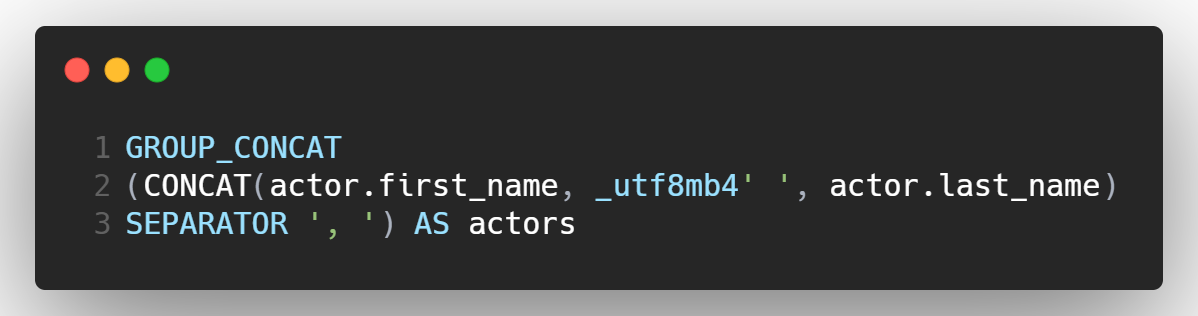 1 GROUP_CONCAT
2 (CONCAT(actor.first_name, _utf8mb4' ', actor.last_name)
3 SEPARATOR ', ') AS actors